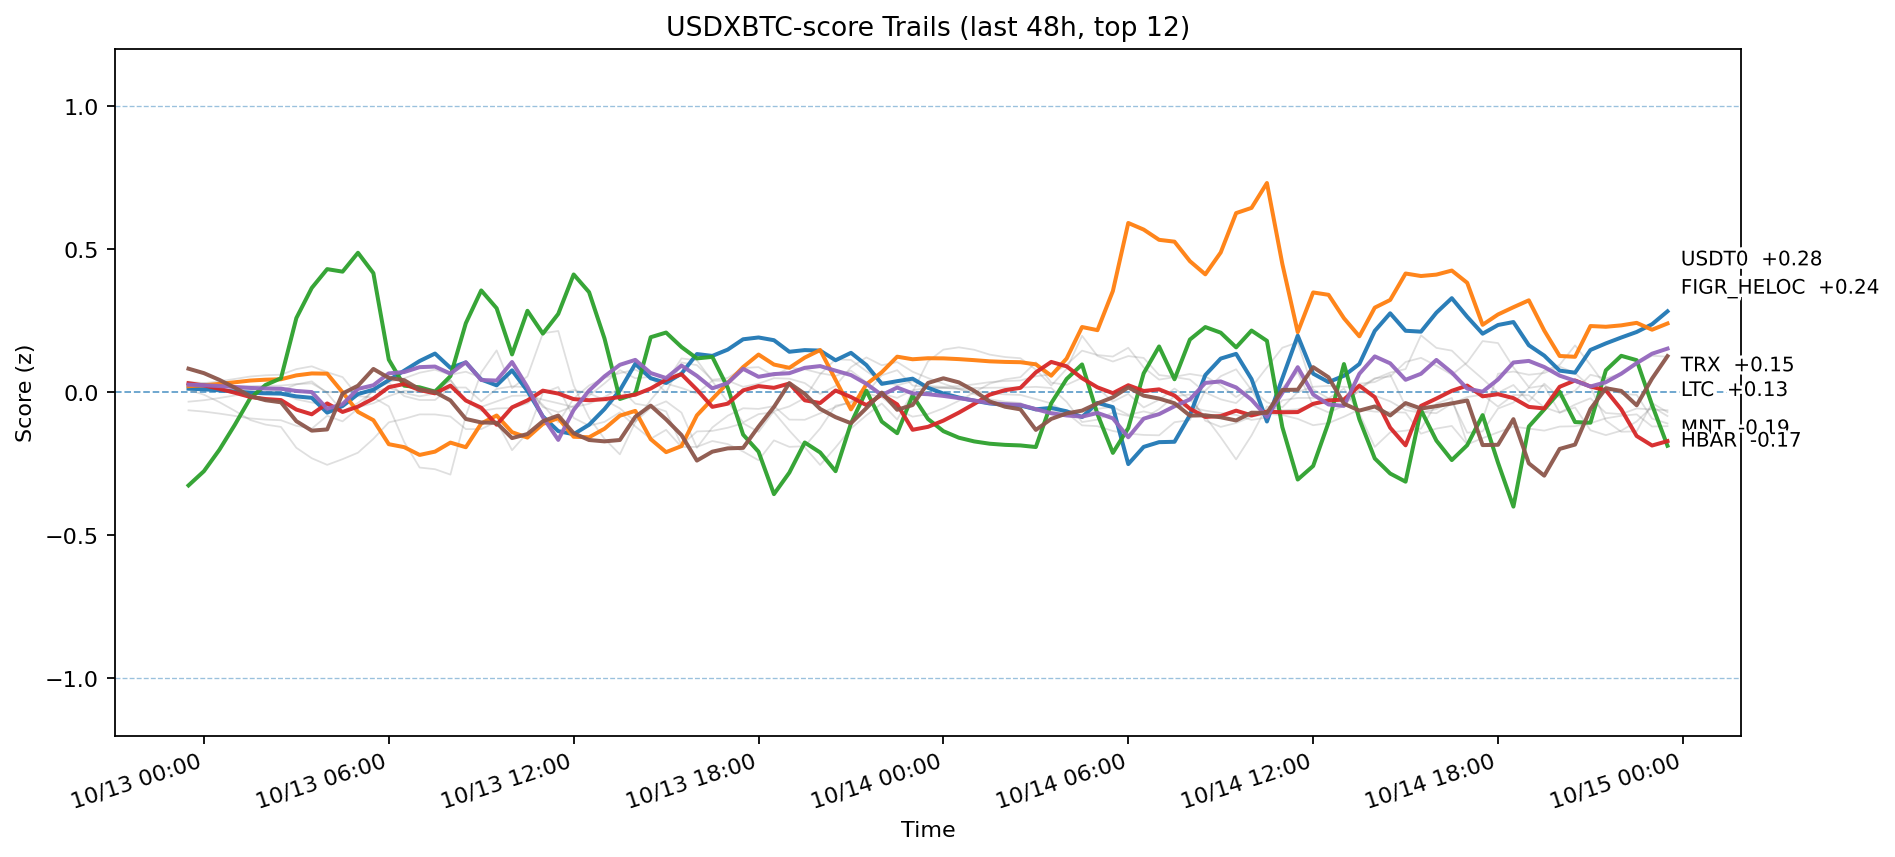 USDXBTC-score Trails (last 48h, top 12)
Score (z)
1.0
0.5
0.0
−0.5
−1.0
USDT0 +0.28
FIGR_HELOC +0.24
TRX +0.15
LTC +0.13
MNT -0.19
HBAR -0.17
10/13 00:00
10/13 06:00
10/13 12:00
10/13 18:00
10/14 00:00
10/14 06:00
10/14 12:00
10/14 18:00
10/15 00:00
Time